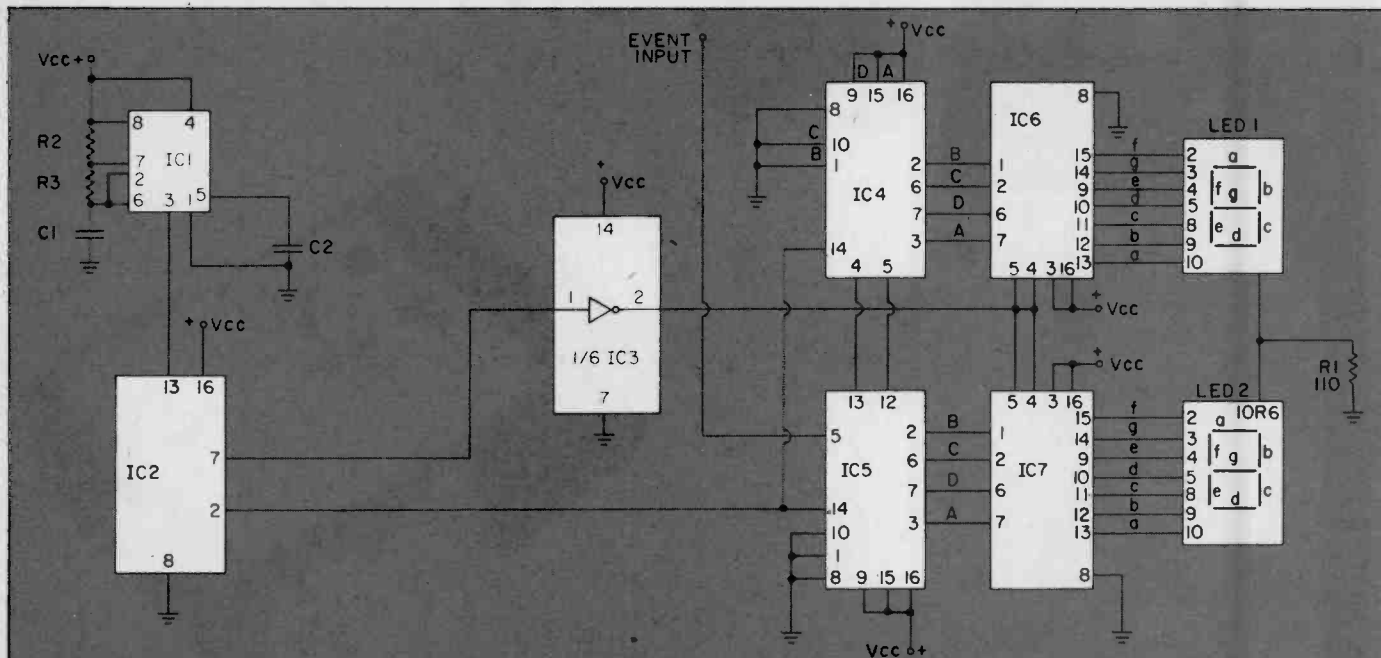 Vcc+
8
4
R2
7
IC1
2
R3
6
3
1
5
C1
C2
+Vcc
13
16
IC2
7
2
8
+
Vcc
14
1
2
1/6 IC3
7
EVENT
INPUT
+
Vcc
D A
9 15 16
8
C
10
B
1
IC4
2
6
7
3
14
4 5
B
C
D
A
8
IC6
1
2
6
7
15
14
9
10
11
12
13
5 4 3 16
+
Vcc
f
g
e
d
c
b
a
LED 1
2
3
4
5
8
9
10
a
f g b
e d c
R1
110
13 12
5
2
6
7
3
IC5
14
10
1
8 9 15 16
Vcc +
B
C
D
A
+
Vcc
5 4 3 16
1
2
6
7
IC7
15
14
9
10
11
12
13
8
f
g
e
d
c
b
a
LED 2
1OR6
2
3
4
5
8
9
10
a
f g b
e d c